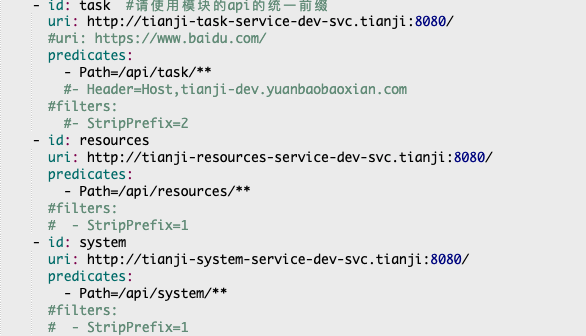 - id: task  #请使用模块的api的统一前缀
  uri: http://tianji-task-service-dev-svc.tianji:8080/
  #uri: https://www.baidu.com/
  predicates:
    - Path=/api/task/**
    #- Header=Host,tianji-dev.yuanbaobaoxian.com
  #filters:
    #- StripPrefix=2
- id: resources
  uri: http://tianji-resources-service-dev-svc.tianji:8080/
  predicates:
    - Path=/api/resources/**
  #filters:
  #  - StripPrefix=1
- id: system
  uri: http://tianji-system-service-dev-svc.tianji:8080/
  predicates:
    - Path=/api/system/**
  #filters:
  #  - StripPrefix=1